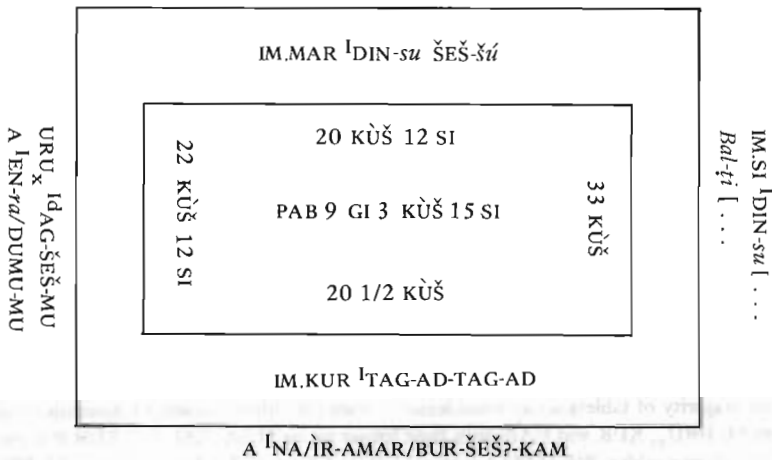 IM.MAR ᴵDIN-su ŠEŠ-šú
URUₓ ᴵᵈAG-ŠEŠ-MU
A ᴵEN-ra/DUMU-MU
22 KÙŠ 12 SI
20 KÙŠ 12 SI
PAB 9 GI 3 KÙŠ 15 SI
20 1/2 KÙŠ
33 KÙŠ
IM.SI ᴵDIN-su [ . . .
Bal-ṭi [ . . .
IM.KUR ᴵTAG-AD-TAG-AD
A ᴵNA/IR-AMAR/BUR-ŠEŠ?-KAM